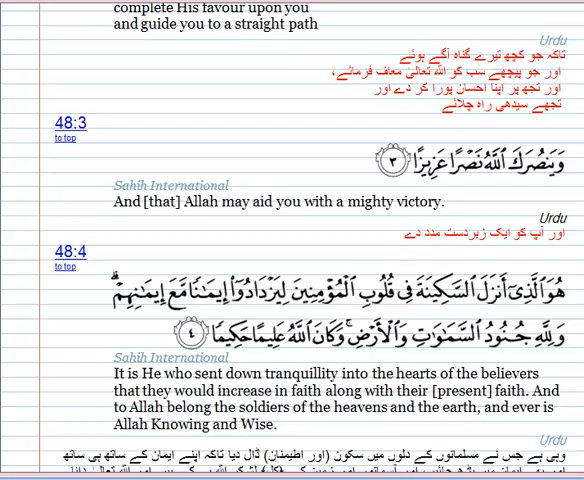 complete His favour upon you
and guide you to a straight path
Urdu
تاکہ جو کچھ تیرے گناه آگے ہوئے
اور جو پیچھے سب کو اللہ تعالیٰ معاف فرمائے،
اور تجھ پر اپنا احسان پورا کر دے اور
تجھے سیدھی راه چلائے
48:3
to top
وَيَنصُرَكَ ٱللَّهُ نَصْرًا عَزِيزًا ٣
Sahih International
And [that] Allah may aid you with a mighty victory.
Urdu
اور آپ کو ایک زبردست مدد دے
48:4
to top
هُوَ ٱلَّذِىٓ أَنزَلَ ٱلسَّكِينَةَ فِى قُلُوبِ ٱلْمُؤْمِنِينَ لِيَزْدَادُوٓا۟ إِيمَـٰنًا مَّعَ إِيمَـٰنِهِمْ ۗ
وَلِلَّهِ جُنُودُ ٱلسَّمَـٰوَٰتِ وَٱلْأَرْضِ ۚ وَكَانَ ٱللَّهُ عَلِيمًا حَكِيمًا ٤
Sahih International
It is He who sent down tranquillity into the hearts of the believers
that they would increase in faith along with their [present] faith. And
to Allah belong the soldiers of the heavens and the earth, and ever is
Allah Knowing and Wise.
Urdu
وہی ہے جس نے مسلمانوں کے دلوں میں سکون (اور اطیمنان) ڈال دیا تاکہ اپنے ایمان کے ساتھ ہی ساتھ